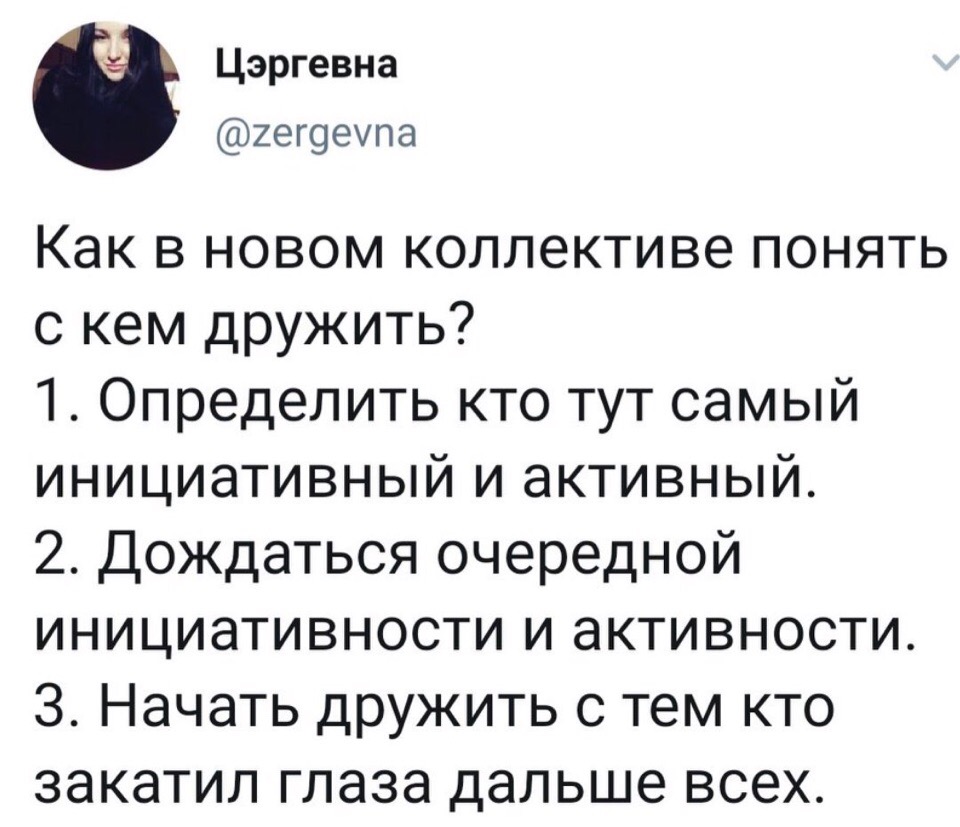 Цэргевна
@zergevna
Как в новом коллективе понять
с кем дружить?
1. Определить кто тут самый
инициативный и активный.
2. Дождаться очередной
инициативности и активности.
3. Начать дружить с тем кто
закатил глаза дальше всех.